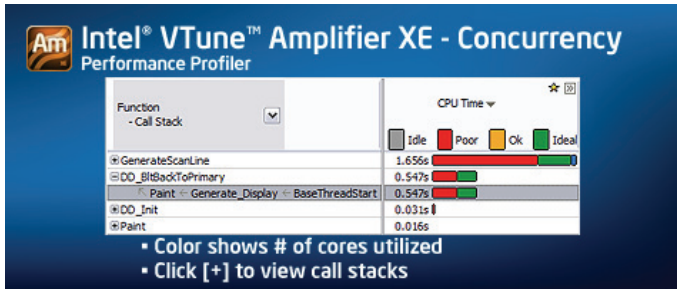 Am Intel® VTune™ Amplifier XE - Concurrency
Performance Profiler
Function
- Call Stack
CPU Time
Idle Poor Ok Ideal
GenerateScanLine 1.656s
DD_BltBackToPrimary 0.547s
Paint ← Generate_Display ← BaseThreadStart 0.547s
DD_Init 0.031s
Paint 0.016s
▪ Color shows # of cores utilized
▪ Click [+] to view call stacks